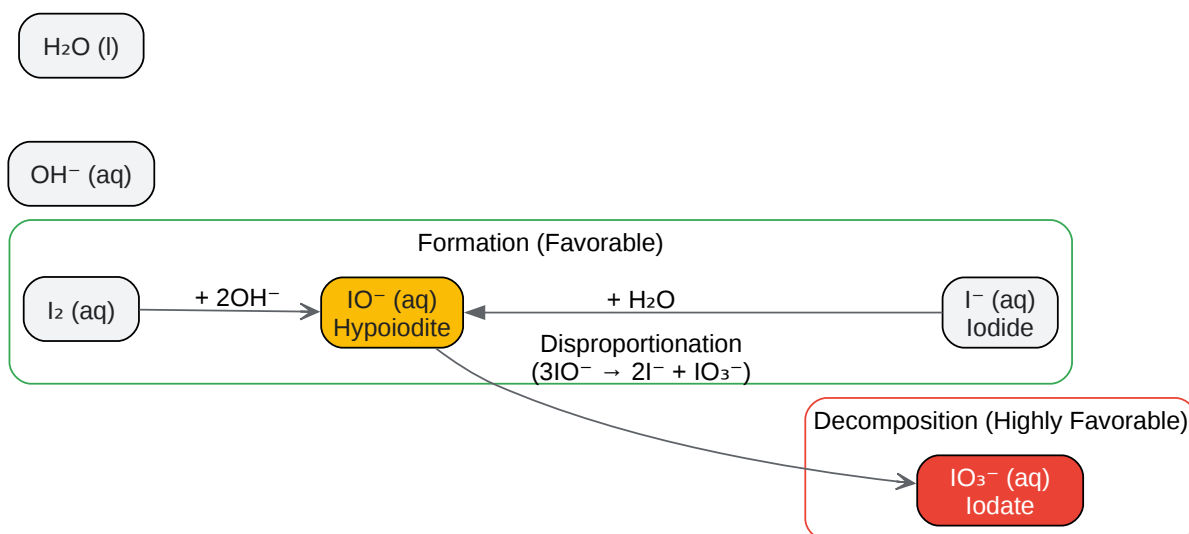 H₂O (l)
OH⁻ (aq)
Formation (Favorable)
I₂ (aq)
+ 2OH⁻
IO⁻ (aq)
Hypoiodite
+ H₂O
I⁻ (aq)
Iodide
Disproportionation
(3IO⁻ → 2I⁻ + IO₃⁻)
Decomposition (Highly Favorable)
IO₃⁻ (aq)
Iodate